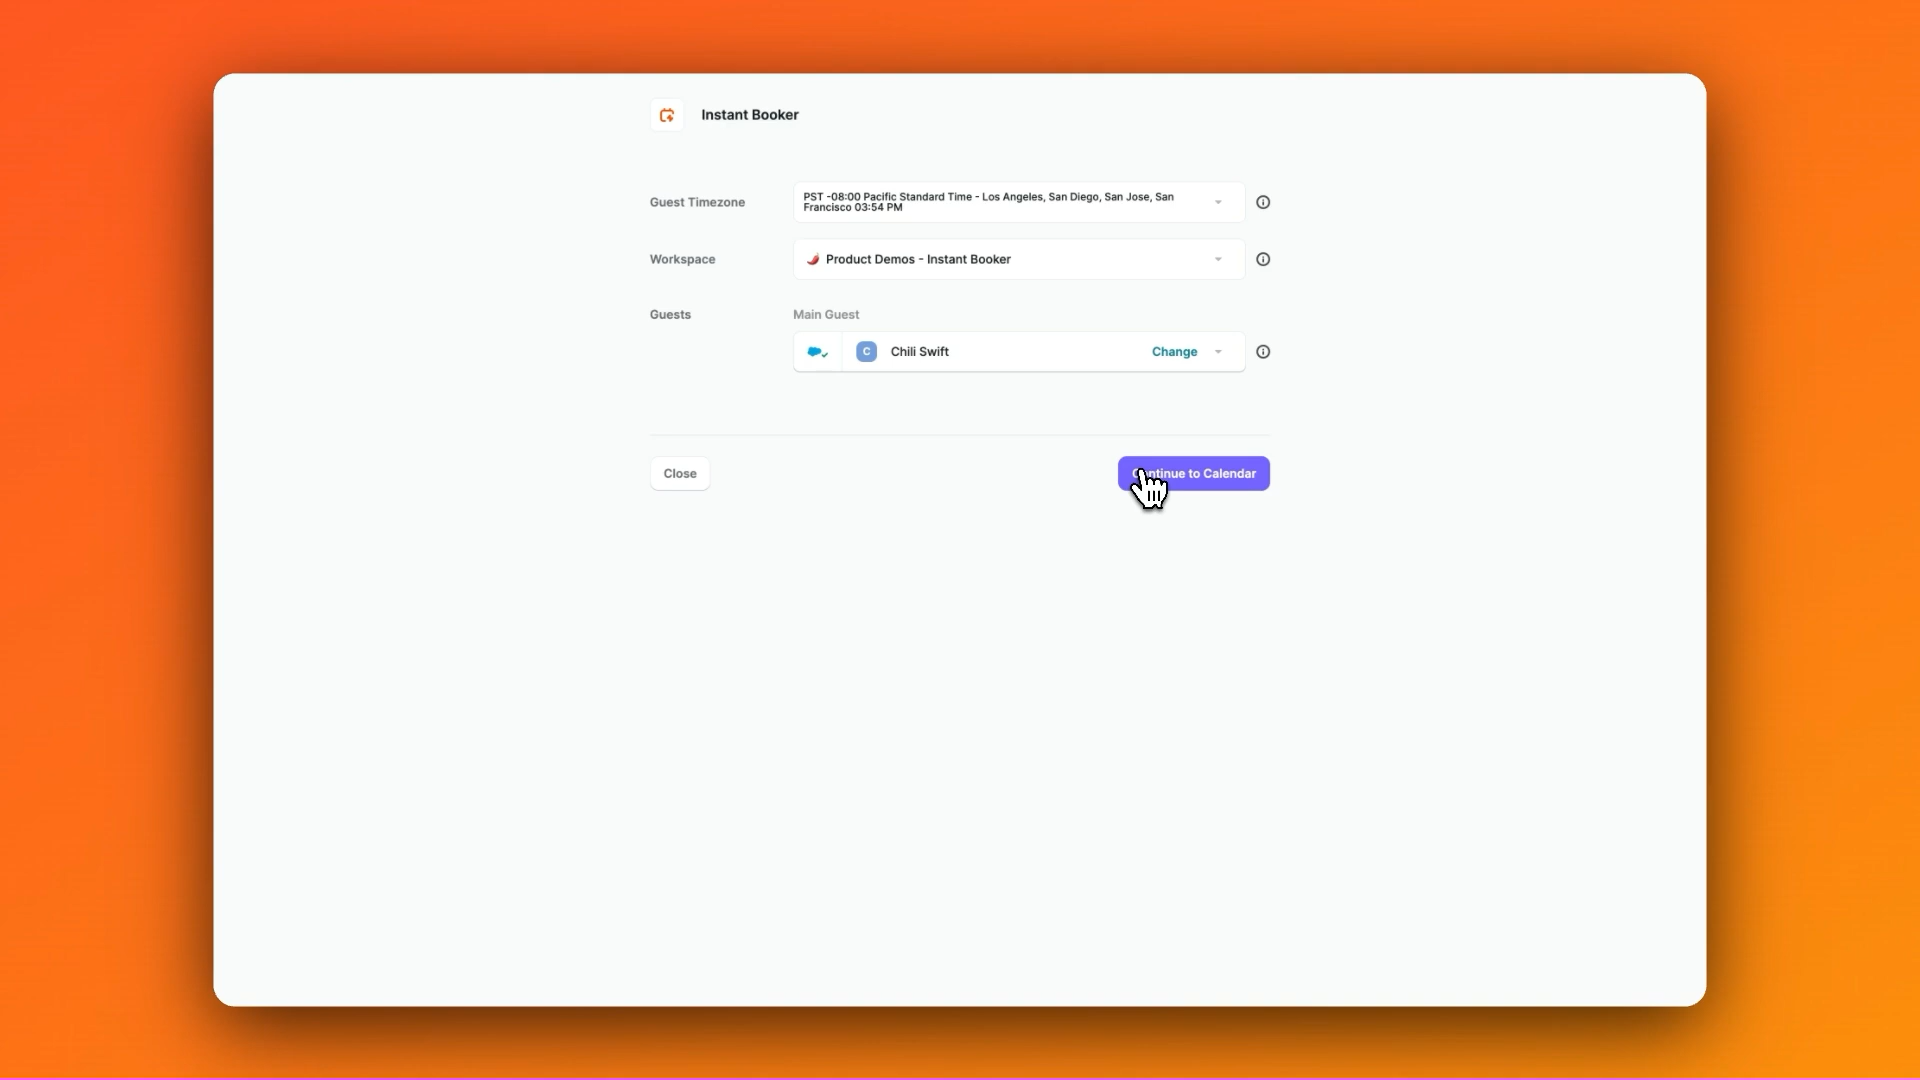 Instant Booker
Guest Timezone
PST -08:00 Pacific Standard Time - Los Angeles, San Diego, San Jose, San
Francisco 03:54 PM
Workspace
Product Demos - Instant Booker
Guests
Main Guest
C
Chili Swift
Change
Close
Continue to Calendar